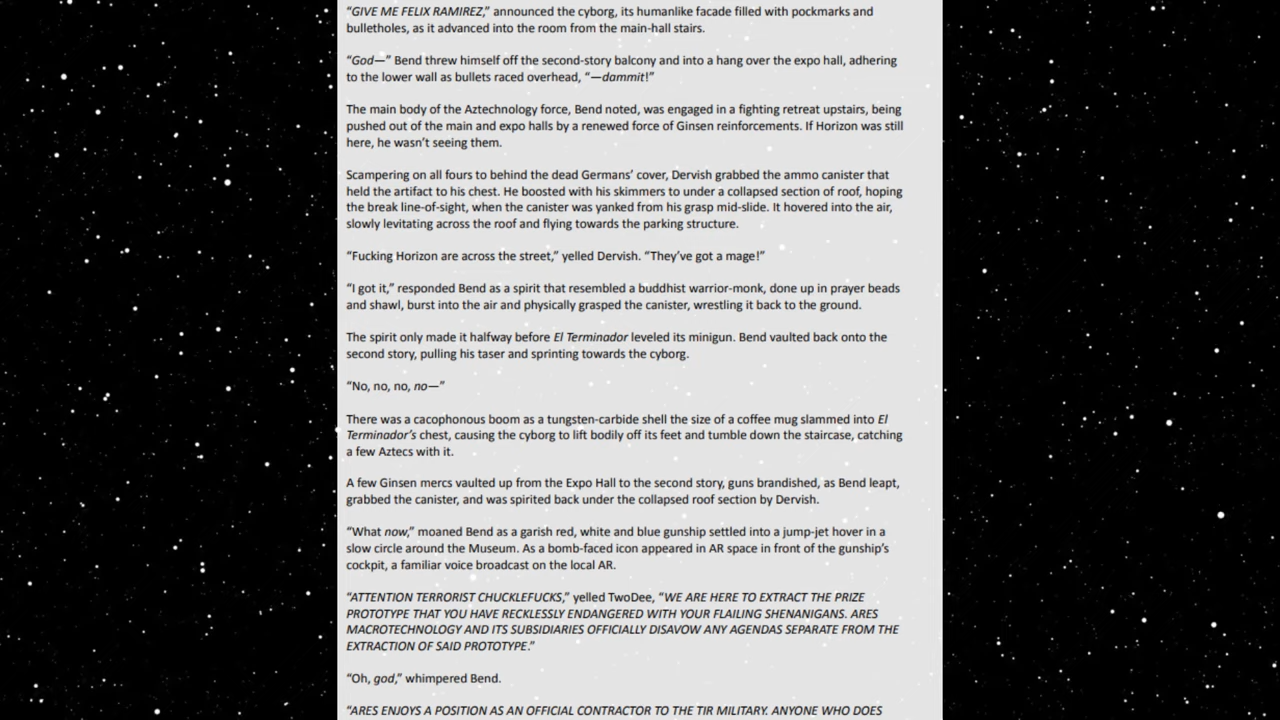 “GIVE ME FELIX RAMIREZ,” announced the cyborg, its humanlike facade filled with pockmarks and
bulletholes, as it advanced into the room from the main-hall stairs.
“God—” Bend threw himself off the second-story balcony and into a hang over the expo hall, adhering
to the lower wall as bullets raced overhead, “—dammit!”
The main body of the Aztechnology force, Bend noted, was engaged in a fighting retreat upstairs, being
pushed out of the main and expo halls by a renewed force of Ginsen reinforcements. If Horizon was still
here, he wasn’t seeing them.
Scampering on all fours to behind the dead Germans’ cover, Dervish grabbed the ammo canister that
held the artifact to his chest. He boosted with his skimmers to under a collapsed section of roof, hoping
the break line-of-sight, when the canister was yanked from his grasp mid-slide. It hovered into the air,
slowly levitating across the roof and flying towards the parking structure.
“Fucking Horizon are across the street,” yelled Dervish. “They’ve got a mage!”
“I got it,” responded Bend as a spirit that resembled a buddhist warrior-monk, done up in prayer beads
and shawl, burst into the air and physically grasped the canister, wrestling it back to the ground.
The spirit only made it halfway before El Terminador leveled its minigun. Bend vaulted back onto the
second story, pulling his taser and sprinting towards the cyborg.
“No, no, no, no—“
There was a cacophonous boom as a tungsten-carbide shell the size of a coffee mug slammed into El
Terminador’s chest, causing the cyborg to lift bodily off its feet and tumble down the staircase, catching
a few Aztecs with it.
A few Ginsen mercs vaulted up from the Expo Hall to the second story, guns brandished, as Bend leapt,
grabbed the canister, and was spirited back under the collapsed roof section by Dervish.
“What now,” moaned Bend as a garish red, white and blue gunship settled into a jump-jet hover in a
slow circle around the Museum. As a bomb-faced icon appeared in AR space in front of the gunship’s
cockpit, a familiar voice broadcast on the local AR.
“ATTENTION TERRORIST CHUCKLEFUCKS,” yelled TwoDee, “WE ARE HERE TO EXTRACT THE PRIZE
PROTOTYPE THAT YOU HAVE RECKLESSLY ENDANGERED WITH YOUR FLAILING SHENANIGANS. ARES
MACROTECHNOLOGY AND ITS SUBSIDIARIES OFFICIALLY DISAVOW ANY AGENDAS SEPARATE FROM THE
EXTRACTION OF SAID PROTOTYPE.”
“Oh, god,” whimpered Bend.
“ARES ENJOYS A POSITION AS AN OFFICIAL CONTRACTOR TO THE TIR MILITARY. ANYONE WHO DOES